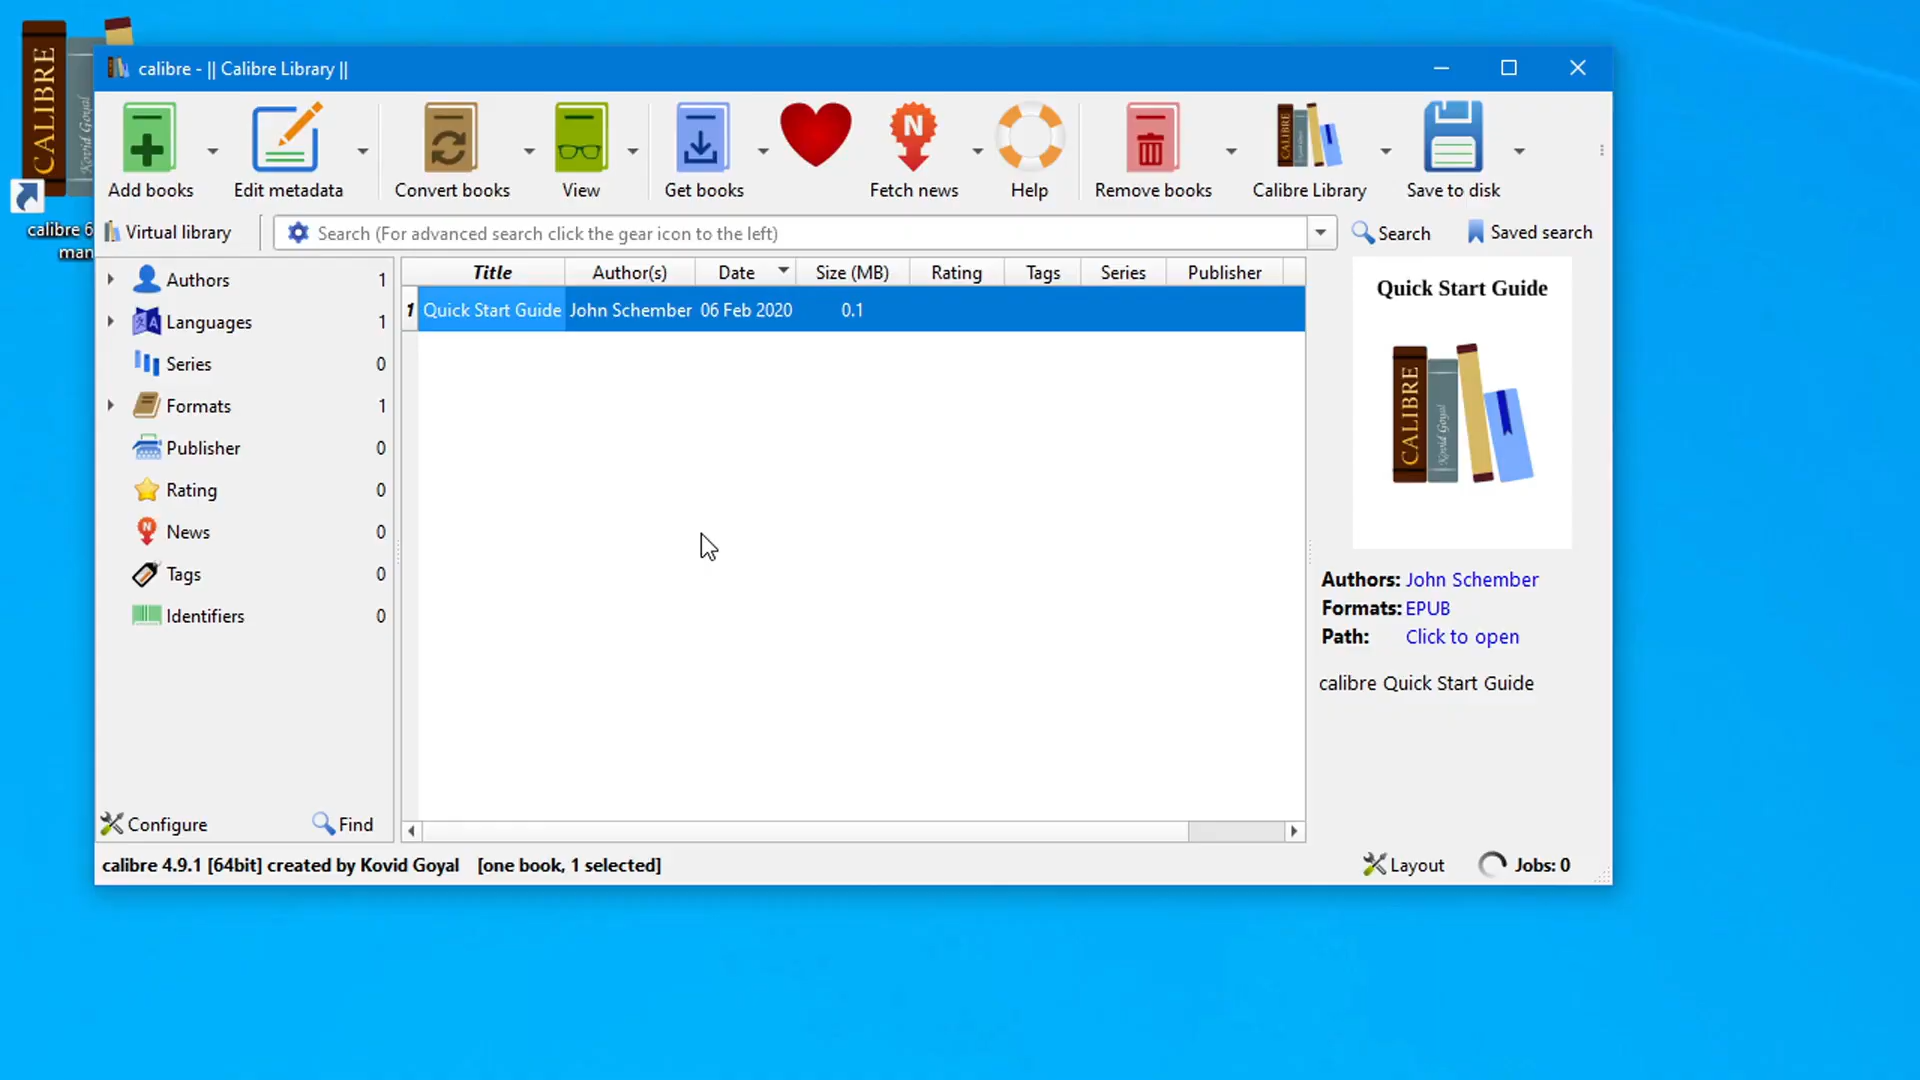 CALIBRE
Kovid Goyal
calibre 6
man
calibre - || Calibre Library ||
Add books
Edit metadata
Convert books
View
Get books
N
Fetch news
Help
Remove books
CALIBRE
Calibre Library
Save to disk
Virtual library
Search (For advanced search click the gear icon to the left)
Search
Saved search
Authors 1
Languages 1
Series 0
Formats 1
Publisher 0
Rating 0
N
News 0
Tags 0
Identifiers 0
Configure
Find
Title Author(s) Date Size (MB) Rating Tags Series Publisher
1 Quick Start Guide John Schember 06 Feb 2020 0.1
Quick Start Guide
CALIBRE
Kovid Goyal
Authors: John Schember
Formats: EPUB
Path: Click to open
calibre Quick Start Guide
calibre 4.9.1 [64bit] created by Kovid Goyal [one book, 1 selected]
Layout
Jobs: 0